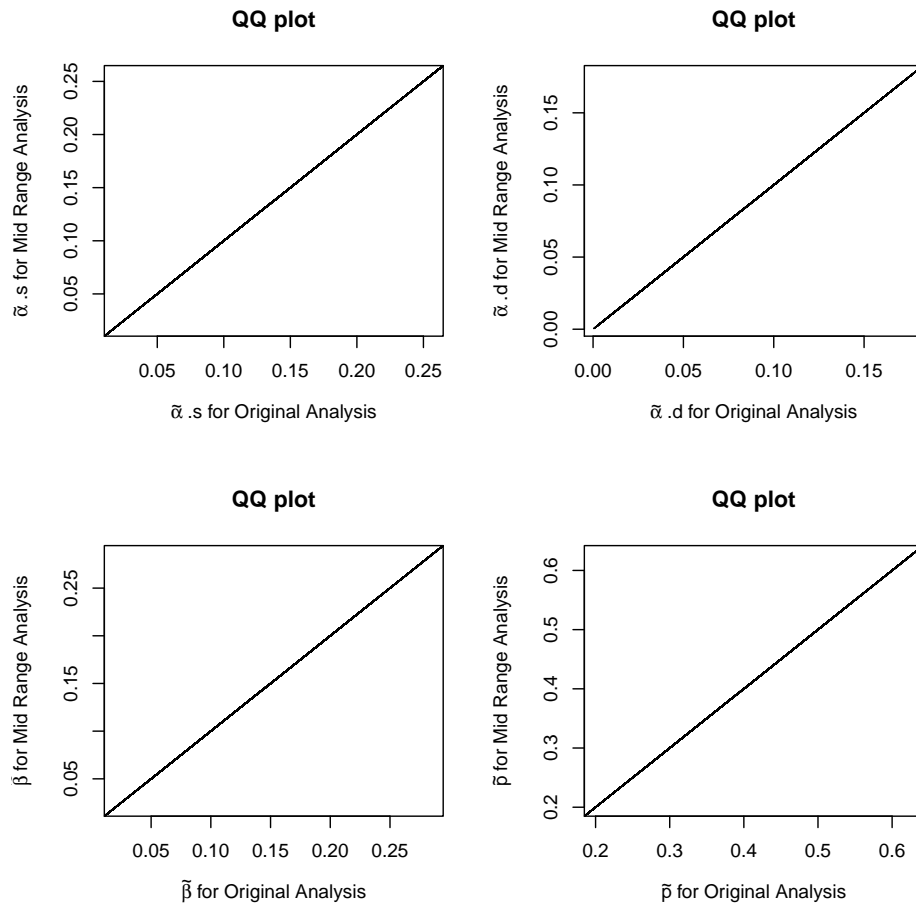 QQ plot
0.05 0.10 0.15 0.20 0.25
α̃ .s for Mid Range Analysis
0.05 0.10 0.15 0.20 0.25
α̃ .s for Original Analysis
QQ plot
0.00 0.05 0.10 0.15
α̃ .d for Mid Range Analysis
0.00 0.05 0.10 0.15
α̃ .d for Original Analysis
QQ plot
0.05 0.15 0.25
β̃ for Mid Range Analysis
0.05 0.10 0.15 0.20 0.25
β̃ for Original Analysis
QQ plot
0.2 0.3 0.4 0.5 0.6
p̃ for Mid Range Analysis
0.2 0.3 0.4 0.5 0.6
p̃ for Original Analysis